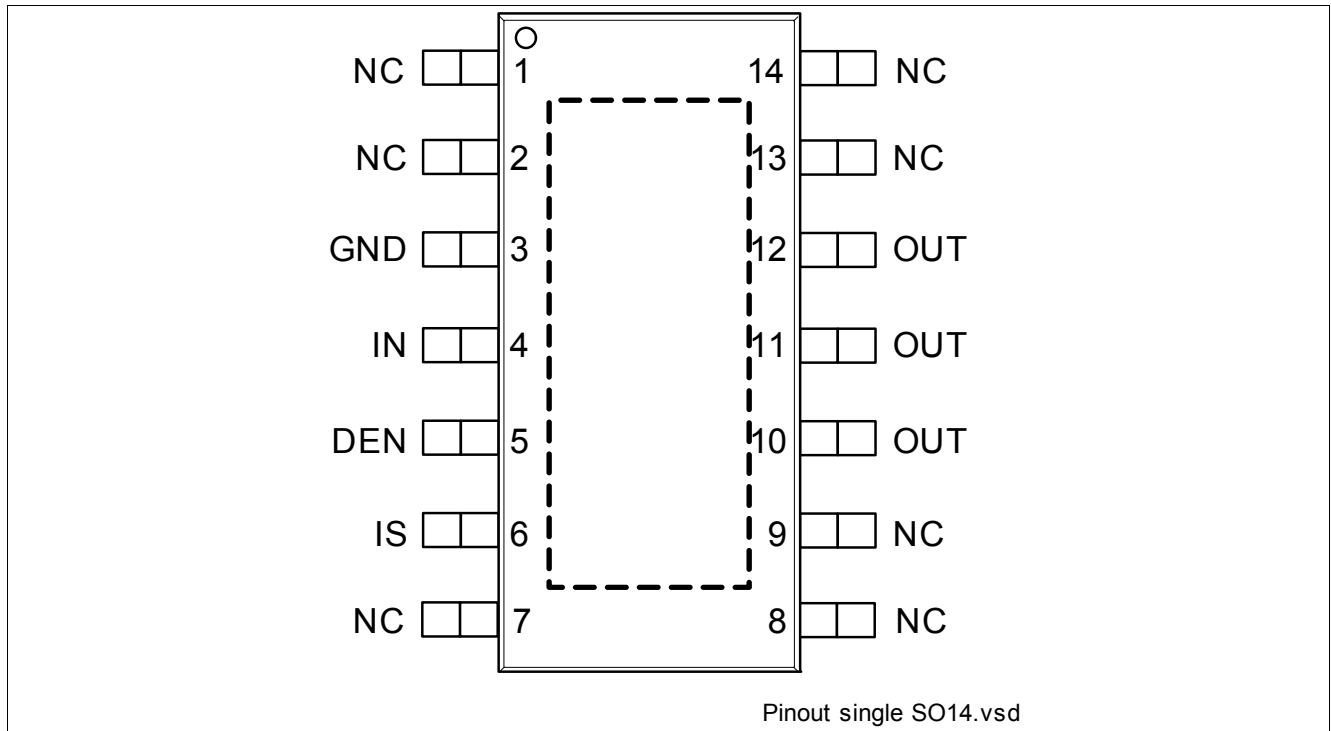 NC 1 14 NC
NC 2 13 NC
GND 3 12 OUT
IN 4 11 OUT
DEN 5 10 OUT
IS 6 9 NC
NC 7 8 NC
Pinout single SO14.vsd